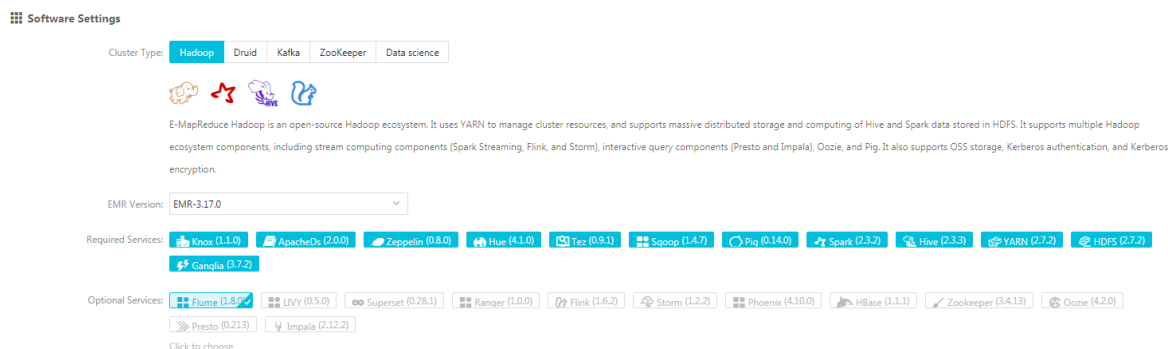 Software Settings
Cluster Type: Hadoop Druid Kafka ZooKeeper Data science
HIVE
E-MapReduce Hadoop is an open-source Hadoop ecosystem. It uses YARN to manage cluster resources, and supports massive distributed storage and computing of Hive and Spark data stored in HDFS. It supports multiple Hadoop
ecosystem components, including stream computing components (Spark Streaming, Flink, and Storm), interactive query components (Presto and Impala), Oozie, and Pig. It also supports OSS storage, Kerberos authentication, and Kerberos
encryption.
EMR Version: EMR-3.17.0
Required Services: Knox (1.1.0) ApacheDs (2.0.0) Zeppelin (0.8.0) Hue (4.1.0) Tez (0.9.1) Sqoop (1.4.7) Pig (0.14.0) Spark (2.3.2) Hive (2.3.3) YARN (2.7.2) HDFS (2.7.2)
Ganglia (3.7.2)
Optional Services: Flume (1.8.0) LIVY (0.5.0) Superset (0.28.1) Ranger (1.0.0) Flink (1.6.2) Storm (1.2.2) Phoenix (4.10.0) HBase (1.1.1) Zookeeper (3.4.13) Oozie (4.2.0)
Presto (0.213) Impala (2.12.2)
Click to choose